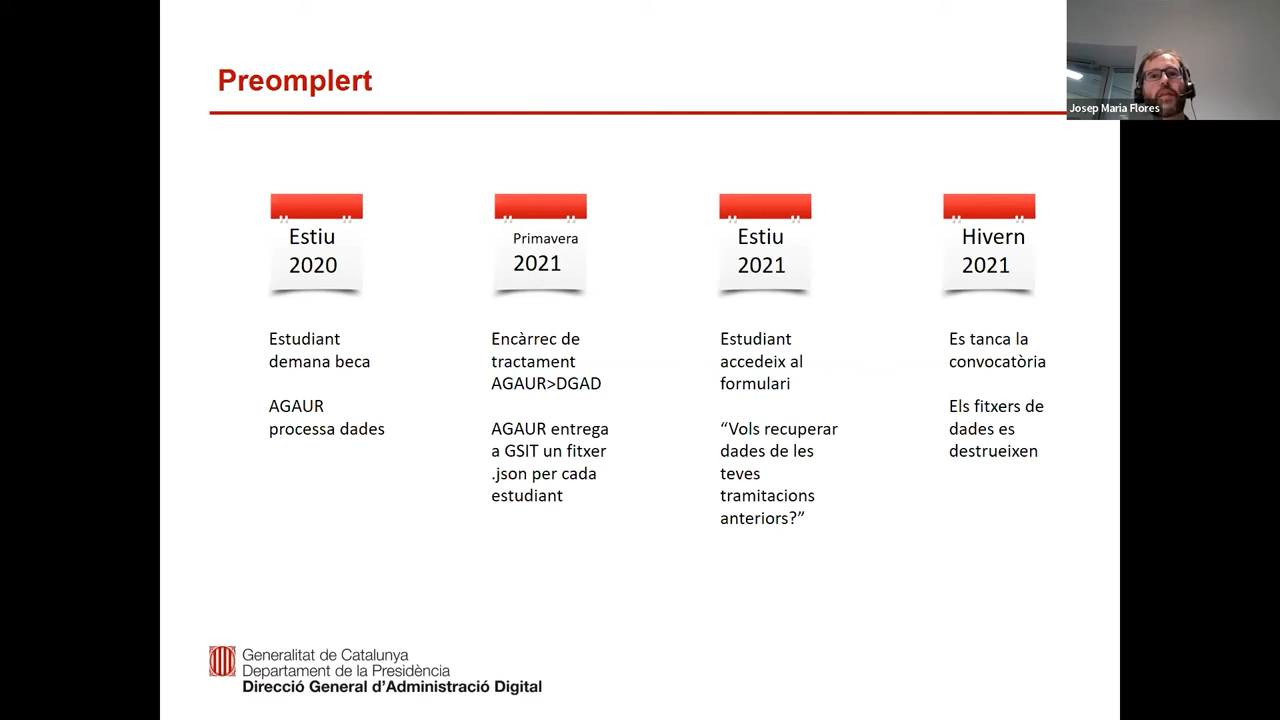 Preomplert
Josep Maria Flores
Estiu
2020
Primavera
2021
Estiu
2021
Hivern
2021
Estudiant
demana beca
AGAUR
processa dades
Encàrrec de
tractament
AGAUR>DGAD
AGAUR entrega
a GSIT un fitxer
.json per cada
estudiant
Estudiant
accedeix al
formulari
“Vols recuperar
dades de les
teves
tramitacions
anteriors?”
Es tanca la
convocatòria
Els fitxers de
dades es
destrueixen
Generalitat de Catalunya
Departament de la Presidència
Direcció General d’Administració Digital